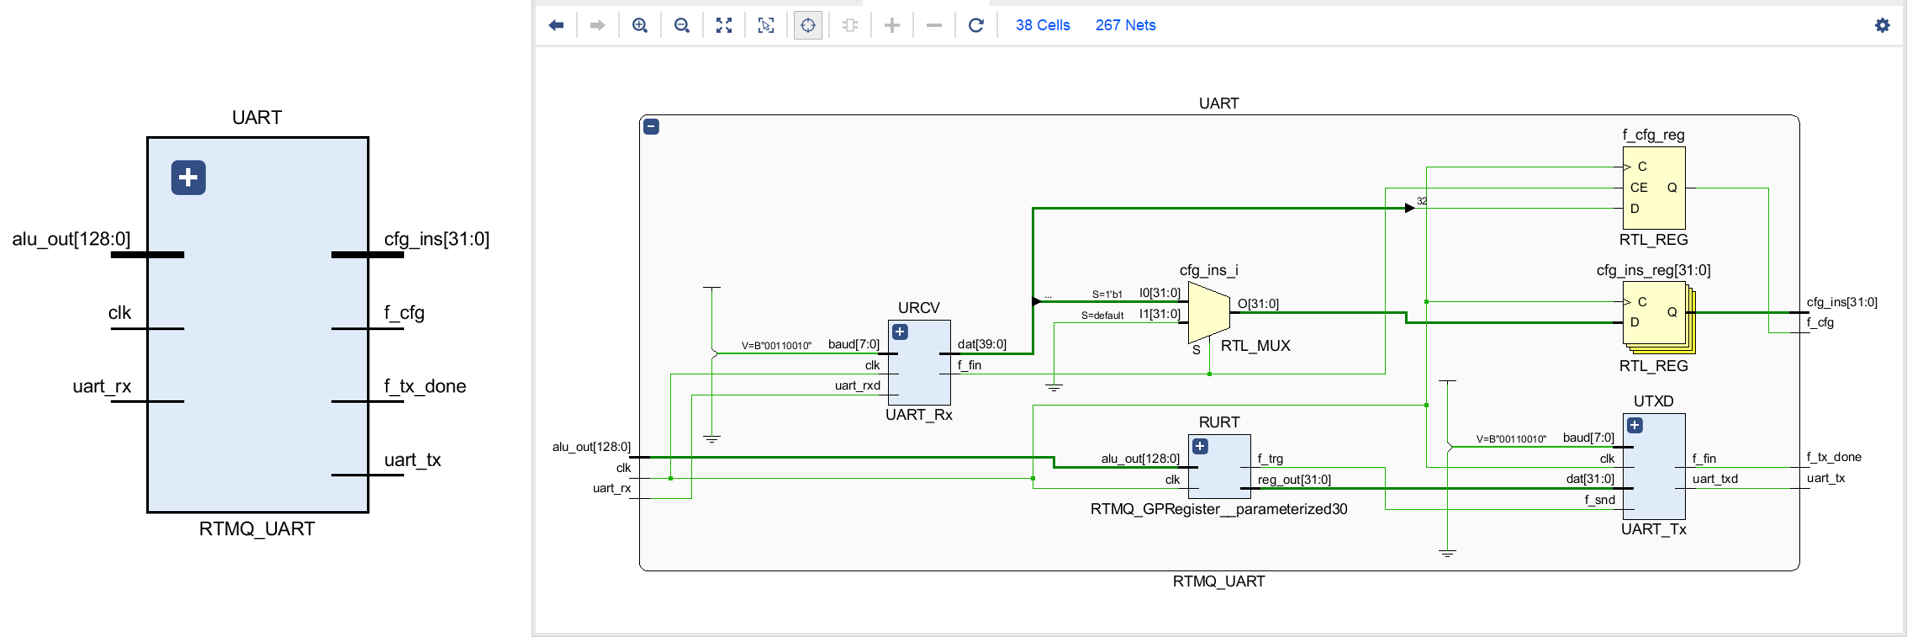 UART
alu_out[128:0]
clk
uart_rx
cfg_ins[31:0]
f_cfg
f_tx_done
uart_tx
RTMQ_UART
38 Cells
267 Nets
UART
f_cfg_reg
C
CE
Q
D
RTL_REG
32
cfg_ins_i
S=1'b1
I0[31:0]
S=default
I1[31:0]
O[31:0]
S
RTL_MUX
...
cfg_ins_reg[31:0]
C
D
Q
RTL_REG
cfg_ins[31:0]
f_cfg
URCV
V=B"00110010"
baud[7:0]
clk
uart_rxd
dat[39:0]
f_fin
UART_Rx
alu_out[128:0]
clk
uart_rx
RURT
alu_out[128:0]
clk
f_trg
reg_out[31:0]
RTMQ_GPRegister__parameterized30
UTXD
V=B"00110010"
baud[7:0]
clk
dat[31:0]
f_snd
f_fin
uart_txd
UART_Tx
f_tx_done
uart_tx
RTMQ_UART